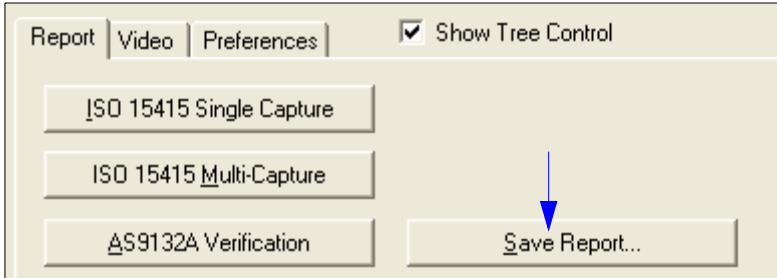 Report Video Preferences Show Tree Control
ISO 15415 Single Capture
ISO 15415 Multi-Capture
AS9132A Verification Save Report...